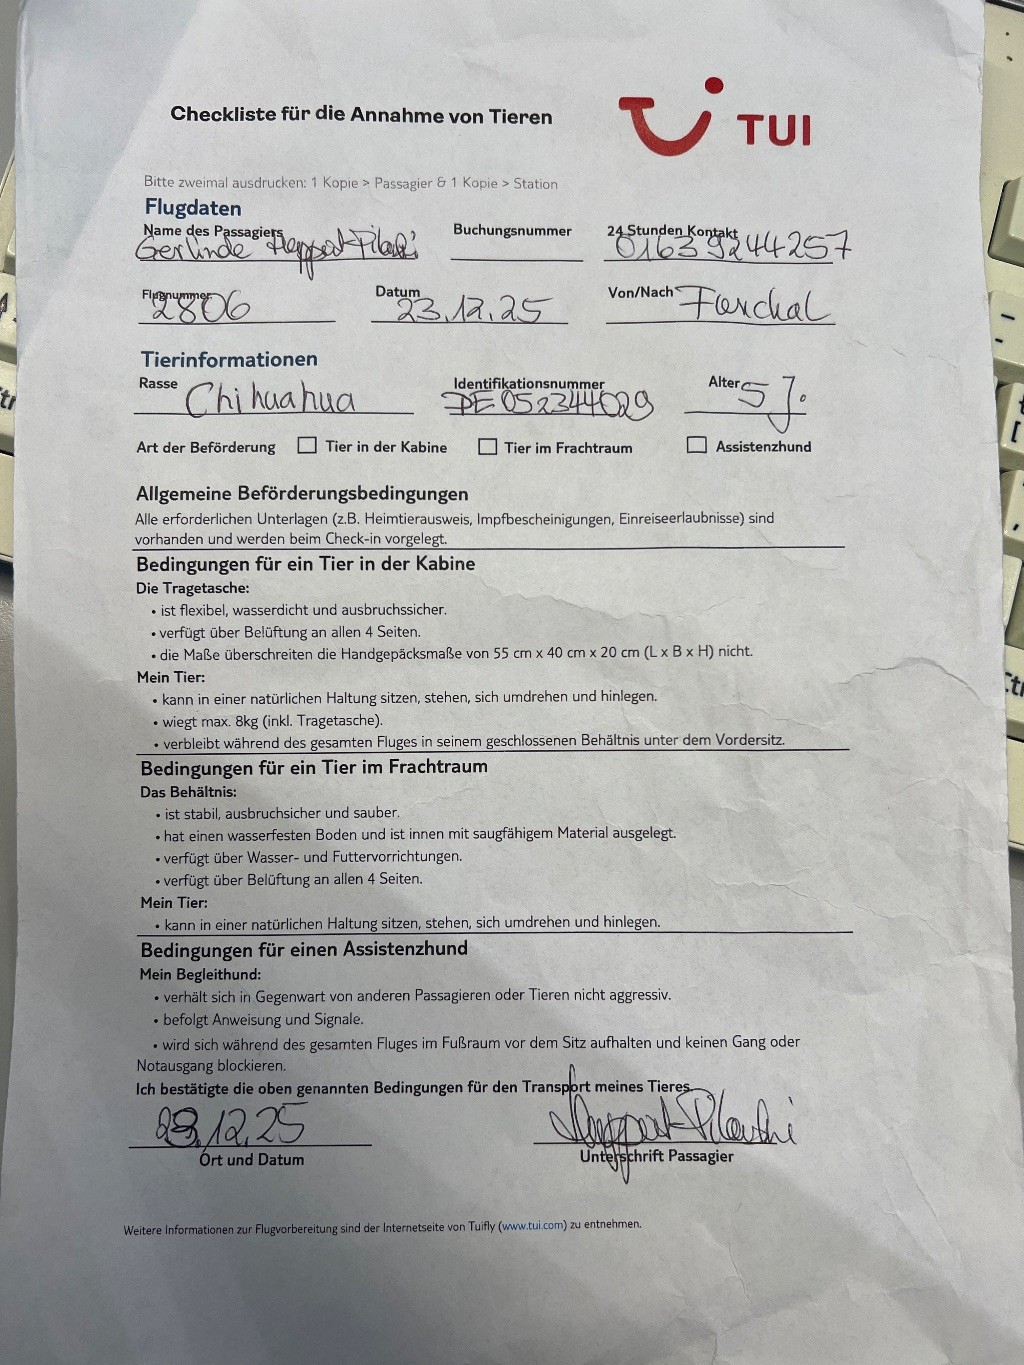 Checkliste für die Annahme von Tieren
TUI
Bitte zweimal ausdrucken: 1 Kopie > Passagier & 1 Kopie > Station
Flugdaten
Name des Passagiers Buchungsnummer 24 Stunden Kontakt
Gerlinde 01639244257
Flugnummer Datum Von/Nach
2806 23.12.25 Funchal
Tierinformationen
Rasse Identifikationsnummer Alter
Chihuahua DE052344029 5 J.
Art der Beförderung Tier in der Kabine Tier im Frachtraum Assistenzhund
Allgemeine Beförderungsbedingungen
Alle erforderlichen Unterlagen (z.B. Heimtierausweis, Impfbescheinigungen, Einreiseerlaubnisse) sind
vorhanden und werden beim Check-in vorgelegt.
Bedingungen für ein Tier in der Kabine
Die Tragetasche:
• ist flexibel, wasserdicht und ausbruchssicher.
• verfügt über Belüftung an allen 4 Seiten.
• die Maße überschreiten die Handgepäcksmaße von 55 cm x 40 cm x 20 cm (L x B x H) nicht.
Mein Tier:
• kann in einer natürlichen Haltung sitzen, stehen, sich umdrehen und hinlegen.
• wiegt max. 8kg (inkl. Tragetasche).
• verbleibt während des gesamten Fluges in seinem geschlossenen Behältnis unter dem Vordersitz.
Bedingungen für ein Tier im Frachtraum
Das Behältnis:
• ist stabil, ausbruchsicher und sauber.
• hat einen wasserfesten Boden und ist innen mit saugfähigem Material ausgelegt.
• verfügt über Wasser- und Futtervorrichtungen.
• verfügt über Belüftung an allen 4 Seiten.
Mein Tier:
• kann in einer natürlichen Haltung sitzen, stehen, sich umdrehen und hinlegen.
Bedingungen für einen Assistenzhund
Mein Begleithund:
• verhält sich in Gegenwart von anderen Passagieren oder Tieren nicht aggressiv.
• befolgt Anweisung und Signale.
• wird sich während des gesamten Fluges im Fußraum vor dem Sitz aufhalten und keinen Gang oder
Notausgang blockieren.
Ich bestätigte die oben genannten Bedingungen für den Transport meines Tieres
23.12.25
Ort und Datum Unterschrift Passagier
Weitere Informationen zur Flugvorbereitung sind der Internetseite von Tuifly (www.tui.com) zu entnehmen.